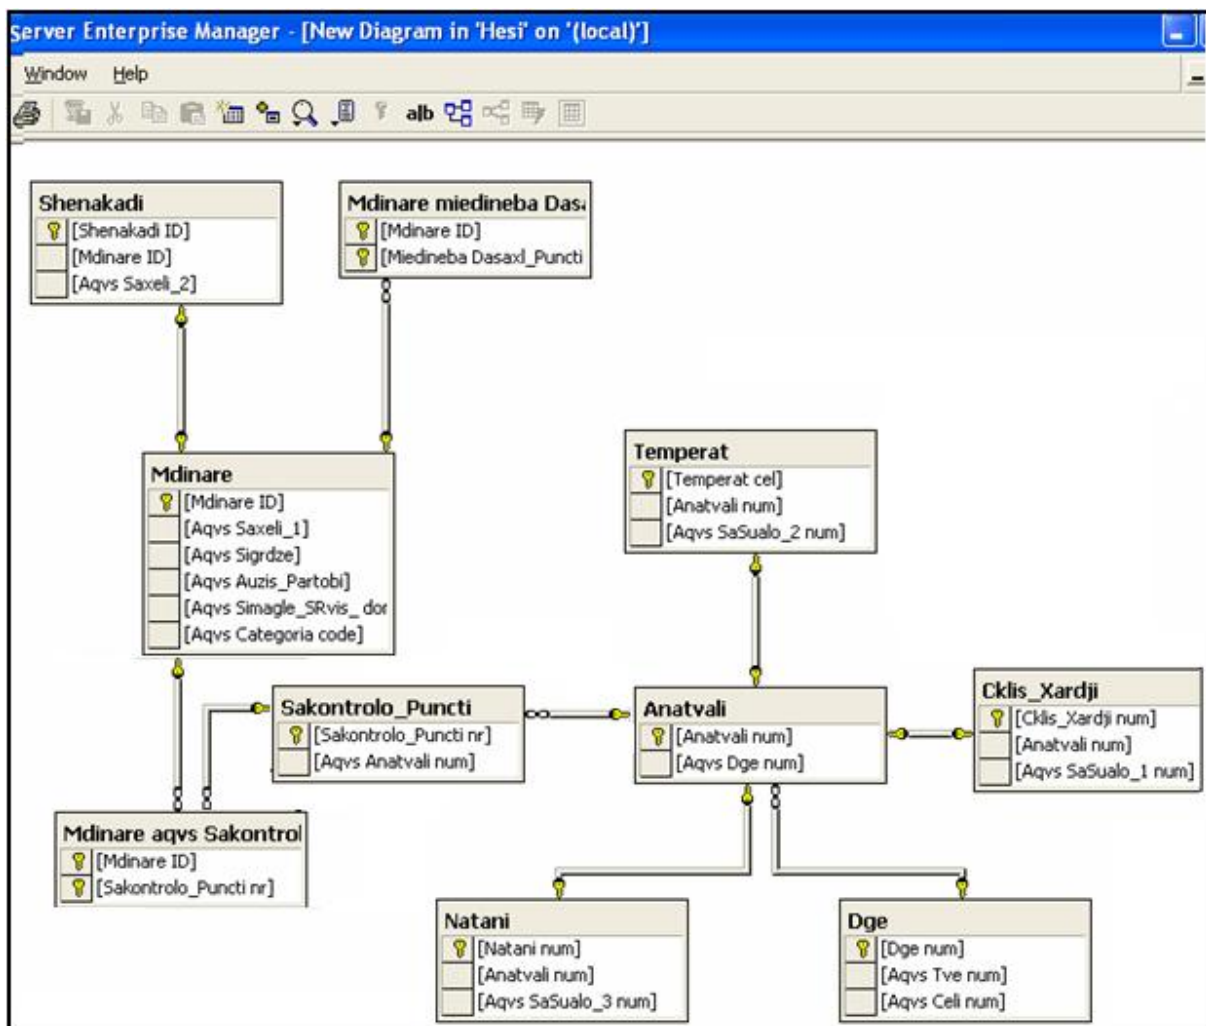 Server Enterprise Manager - [New Diagram in 'Hesi' on '(local)']
Window Help
a|b
Shenakadi
[Shenakadi ID]
[Mdinare ID]
[Aqvs Saxeli_2]
Mdinare miedineba Dasa
[Mdinare ID]
[Miedineba Dasaxl_Puncti
Mdinare
[Mdinare ID]
[Aqvs Saxeli_1]
[Aqvs Sigrdze]
[Aqvs Auzis_Partobi]
[Aqvs Simagle_SRvis_ dor
[Aqvs Categoria code]
Temperat
[Temperat cel]
[Anatvali num]
[Aqvs SaSualo_2 num]
Sakontrolo_Puncti
[Sakontrolo_Puncti nr]
[Aqvs Anatvali num]
Anatvali
[Anatvali num]
[Aqvs Dge num]
Cklis_Xardji
[Cklis_Xardji num]
[Anatvali num]
[Aqvs SaSualo_1 num]
Mdinare aqvs Sakontrol
[Mdinare ID]
[Sakontrolo_Puncti nr]
Natani
[Natani num]
[Anatvali num]
[Aqvs SaSualo_3 num]
Dge
[Dge num]
[Aqvs Tve num]
[Aqvs Celi num]